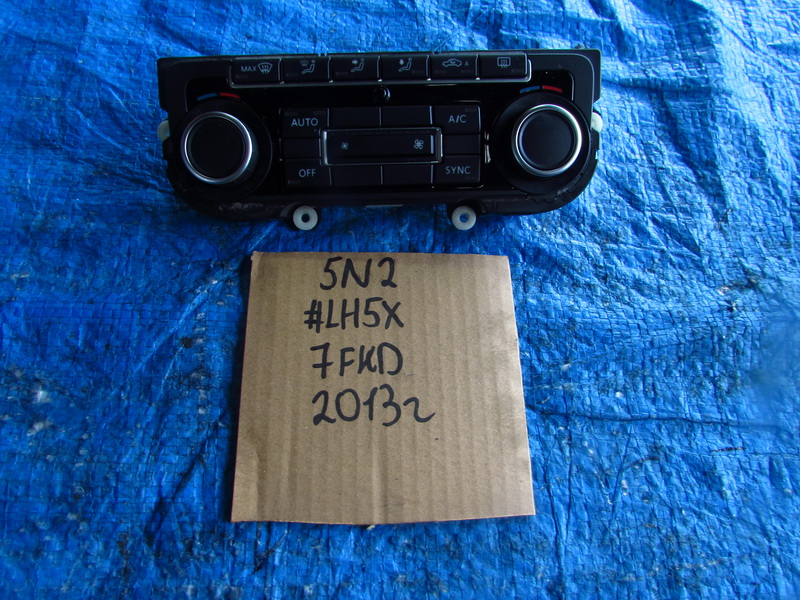 MAX
A
AUTO
A/C
OFF
SYNC
5N2
#LH5X
7FKD
2013г